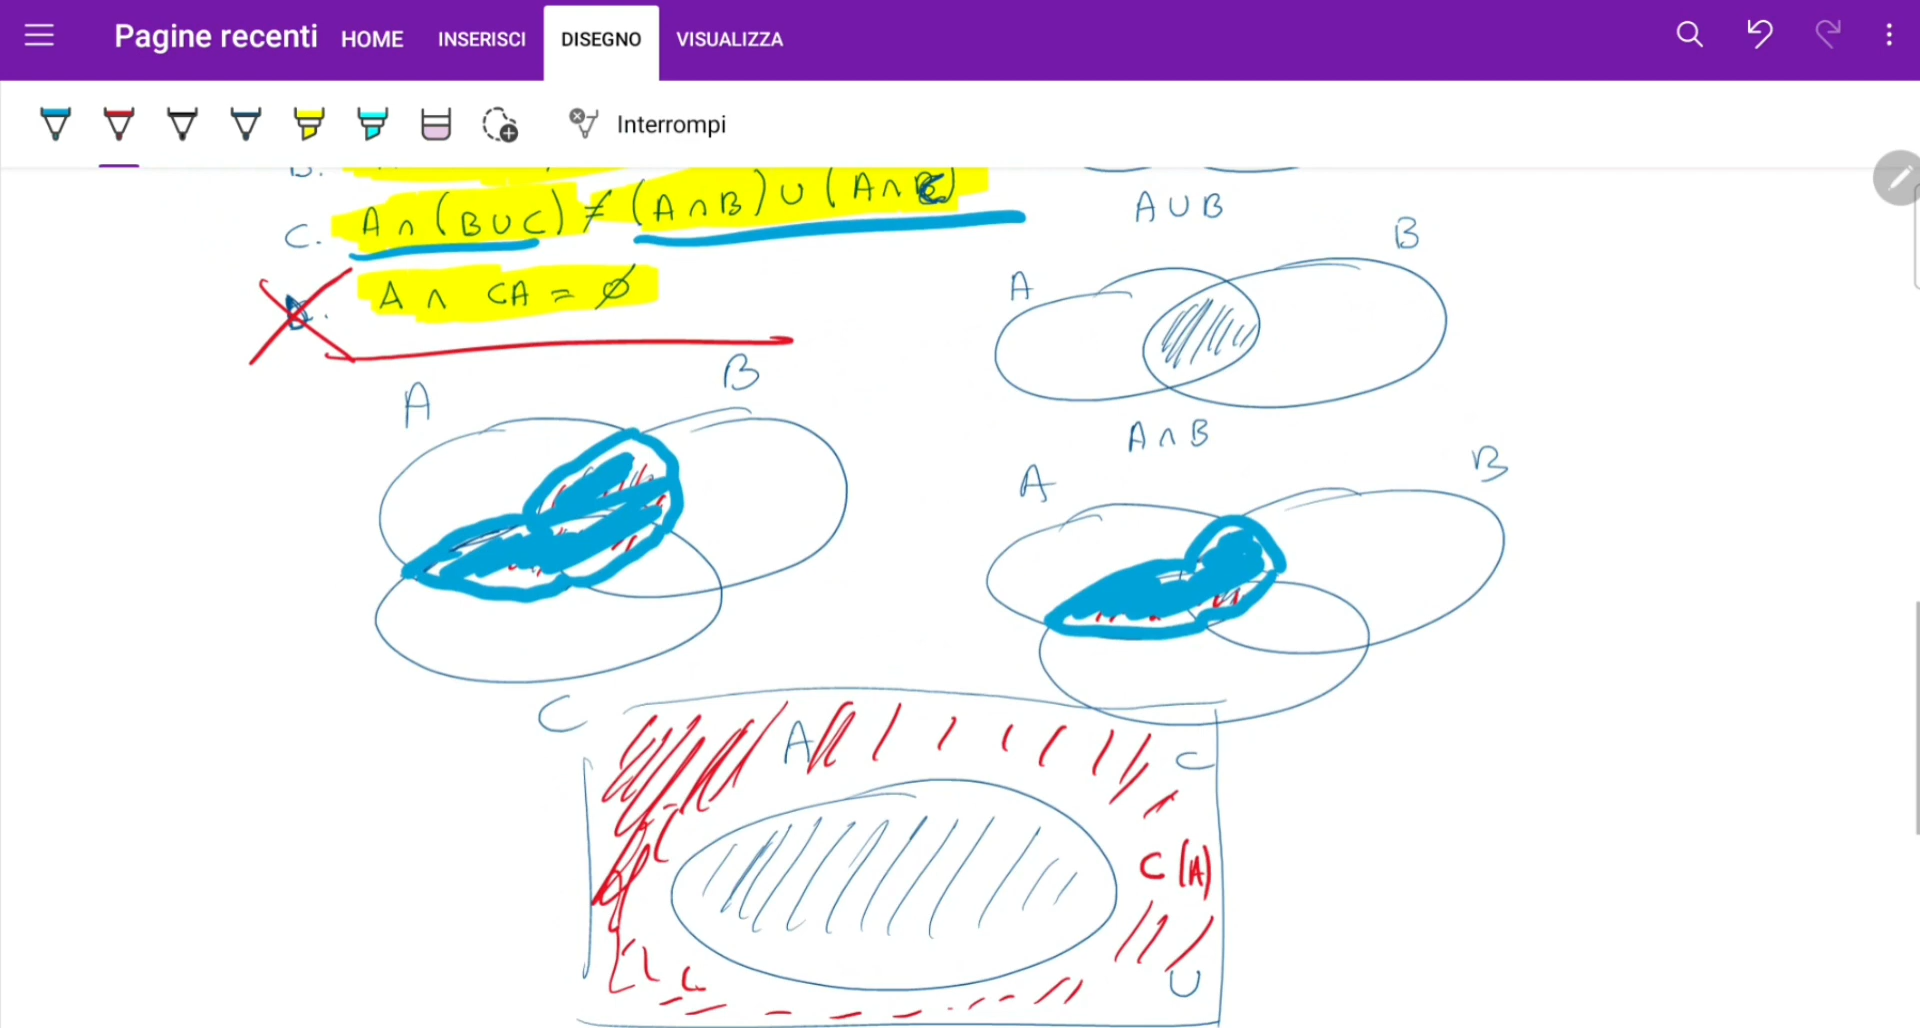 Pagine recenti HOME INSERISCI DISEGNO VISUALIZZA
Interrompi
B.
C. A ∩ (B ∪ C) ≠ (A ∩ B) ∪ (A ∩ C)
A ∪ B
B
A
D. A ∩ CA = ∅
B
A
A ∩ B
B
A
C
A
C
C (A)
U